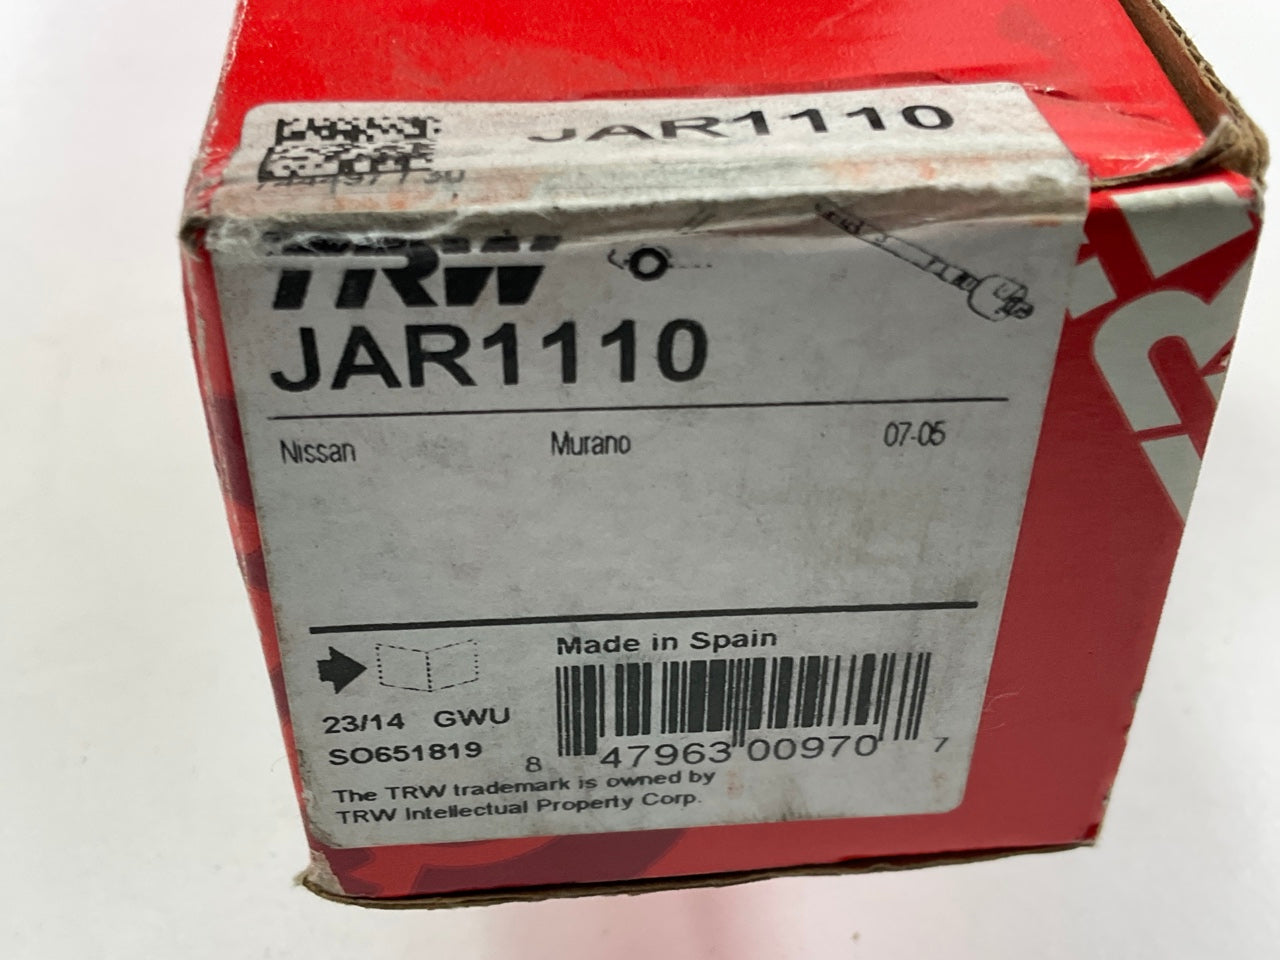 JAR1110
TRW
JAR1110
Nissan Murano 07-05
Made in Spain
23/14 GWU
SO651819
8 47963 00970 7
The TRW trademark is owned by
TRW Intellectual Property Corp.